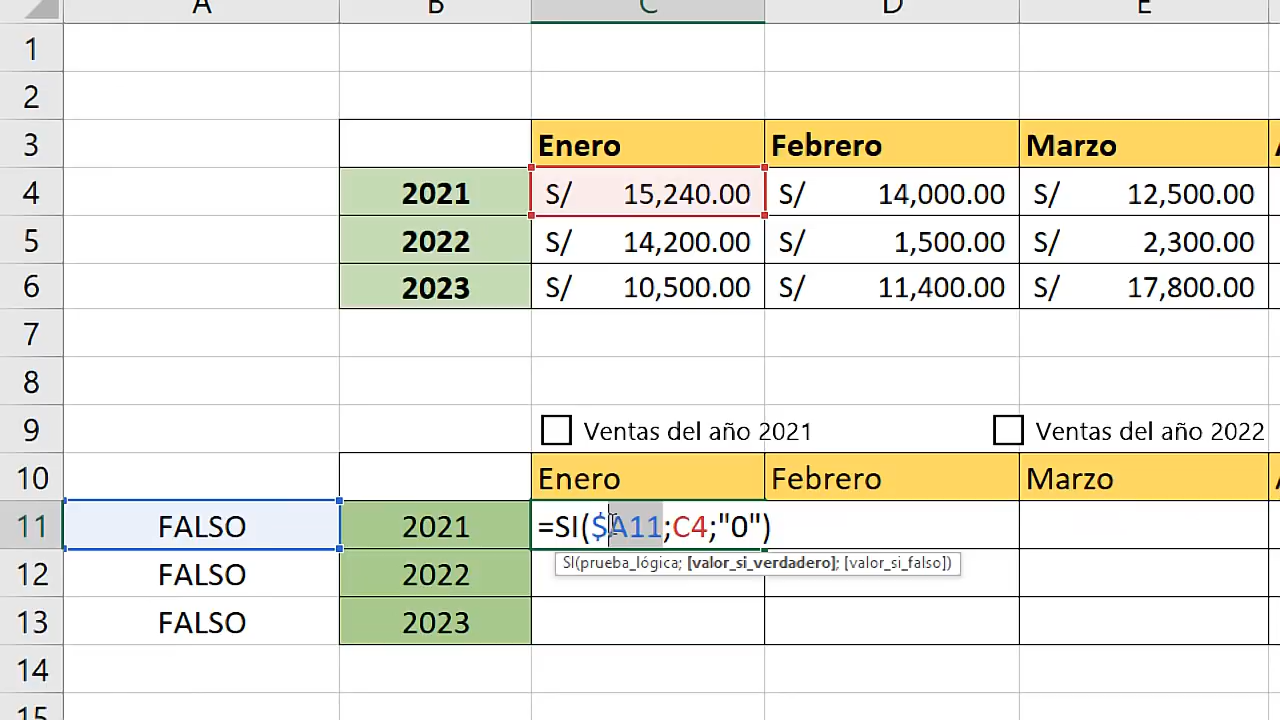 A B C D E
1
2
3 Enero Febrero Marzo
4 2021 S/ 15,240.00 S/ 14,000.00 S/ 12,500.00
5 2022 S/ 14,200.00 S/ 1,500.00 S/ 2,300.00
6 2023 S/ 10,500.00 S/ 11,400.00 S/ 17,800.00
7
8
9 Ventas del año 2021 Ventas del año 2022
10 Enero Febrero Marzo
11 FALSO 2021 =SI($A11;C4;"0")
SI(prueba_lógica; [valor_si_verdadero]; [valor_si_falso])
12 FALSO 2022
13 FALSO 2023
14
15